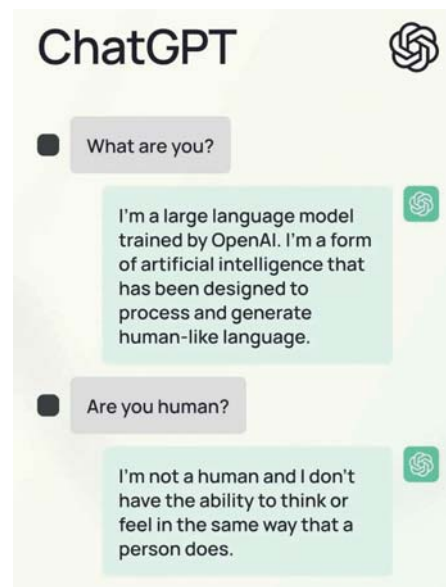 ChatGPT
What are you?
I'm a large language model
trained by OpenAI. I'm a form
of artificial intelligence that
has been designed to
process and generate
human-like language.
Are you human?
I'm not a human and I don't
have the ability to think or
feel in the same way that a
person does.